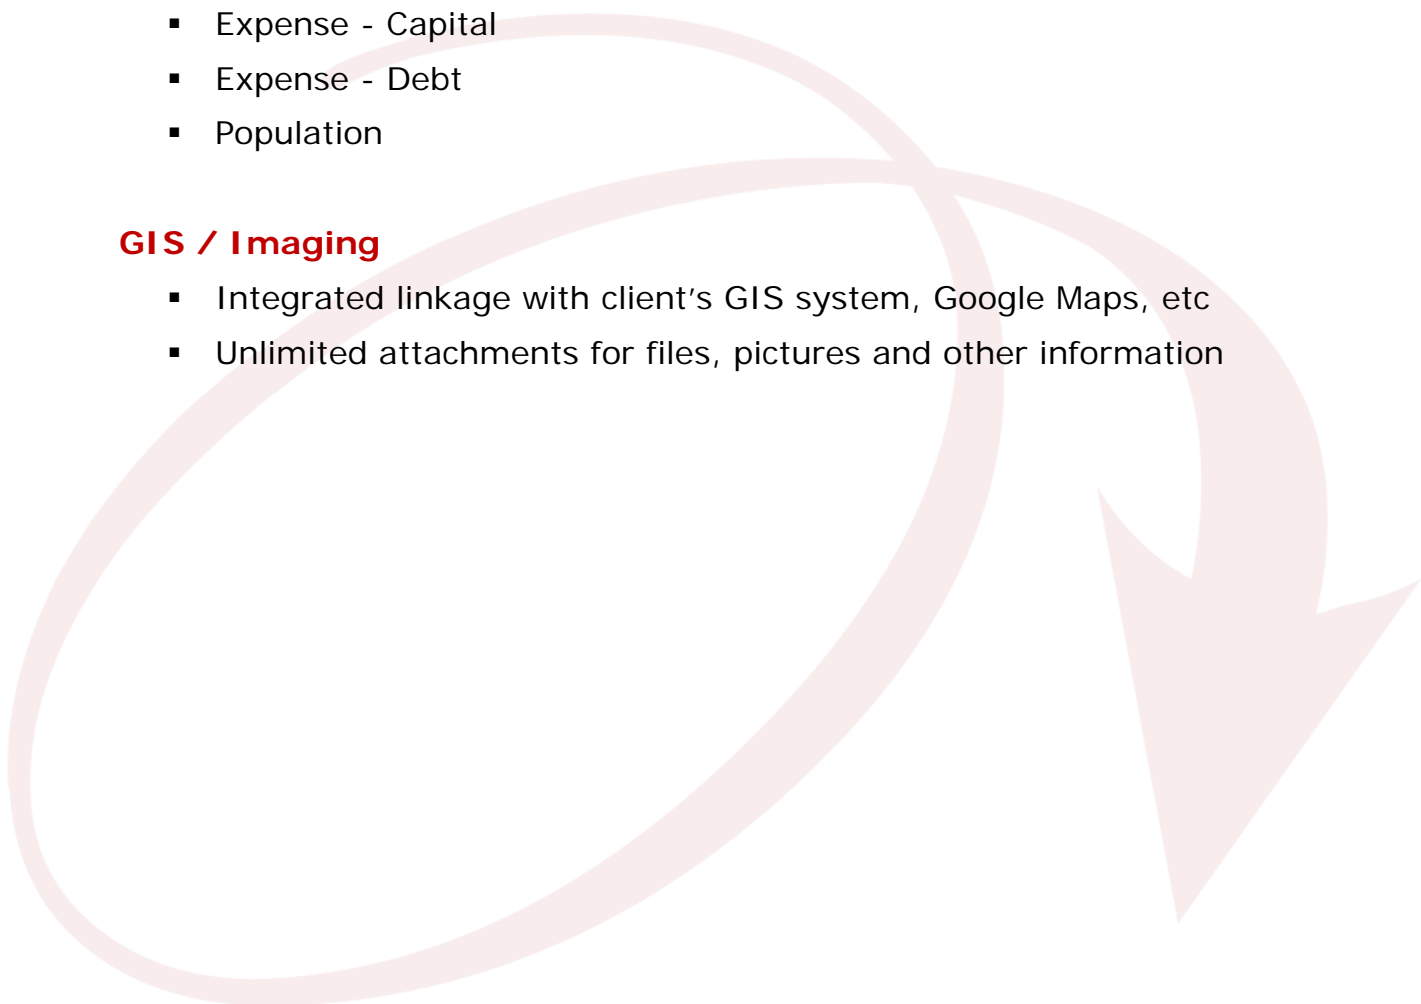 ▪ Expense - Capital
▪ Expense - Debt
▪ Population
GIS / Imaging
▪ Integrated linkage with client's GIS system, Google Maps, etc
▪ Unlimited attachments for files, pictures and other information